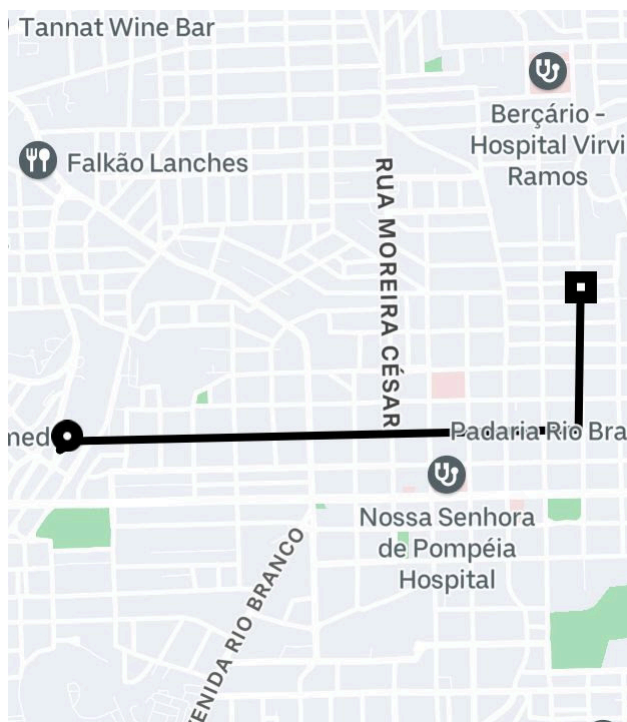 Tannat Wine Bar
Berçário -
Hospital Virvi
Ramos
Falkão Lanches
RUA MOREIRA CÉSAR
med
Padaria Rio Bra
Nossa Senhora
de Pompéia
Hospital
ENIDA RIO BRANCO